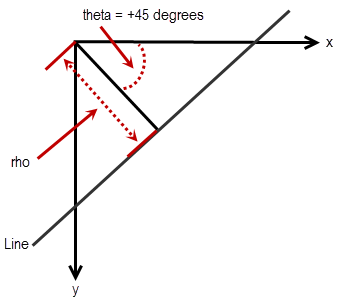 theta = +45 degrees
x
rho
Line
y